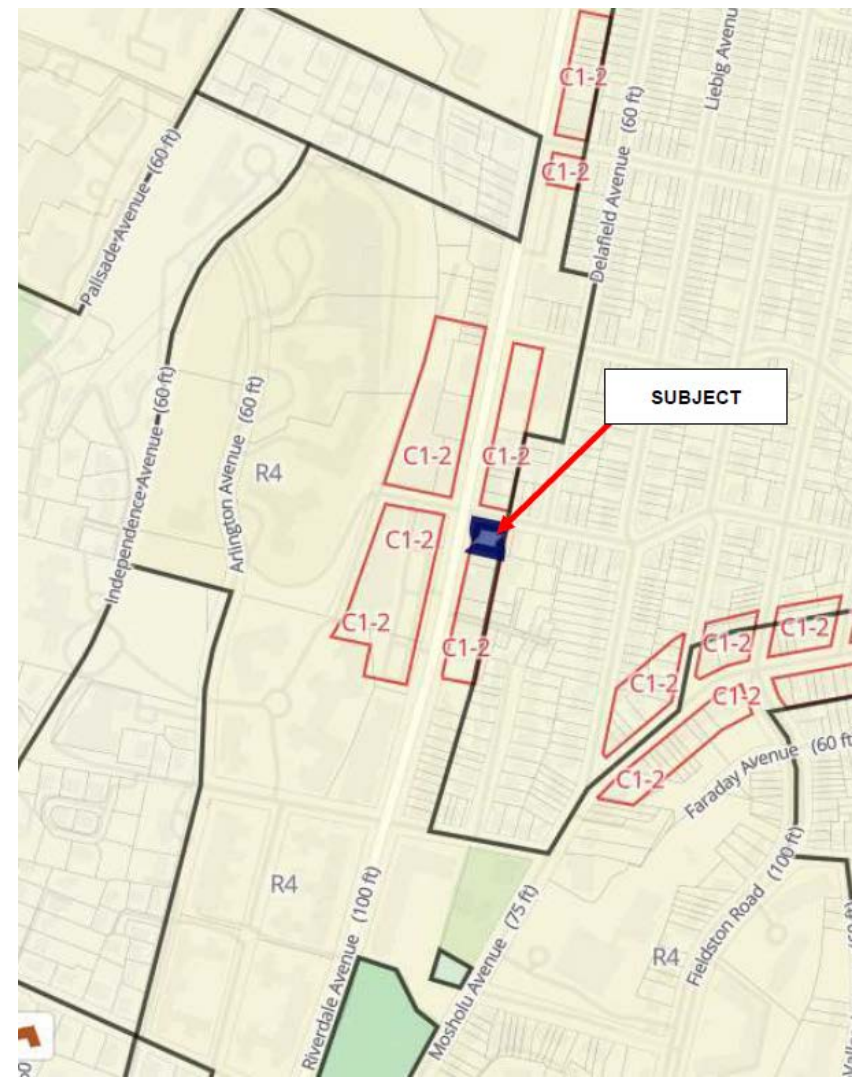 C1-2
Liebig Avenu
Delafield Avenue (60 ft)
C1-2
Palisade Avenue (60 ft)
SUBJECT
Independence Avenue (60 ft)
Arlington Avenue (60 ft)
R4
C1-2
C1-2
C1-2
C1-2
C1-2
C1-2
C1-2
C1-2
C1-2
C1-2
Faraday Avenue (60 ft
R4
Riverdale Avenue (100 ft)
Mosholu Avenue (75 ft)
Fieldston Road (100 ft)
R4